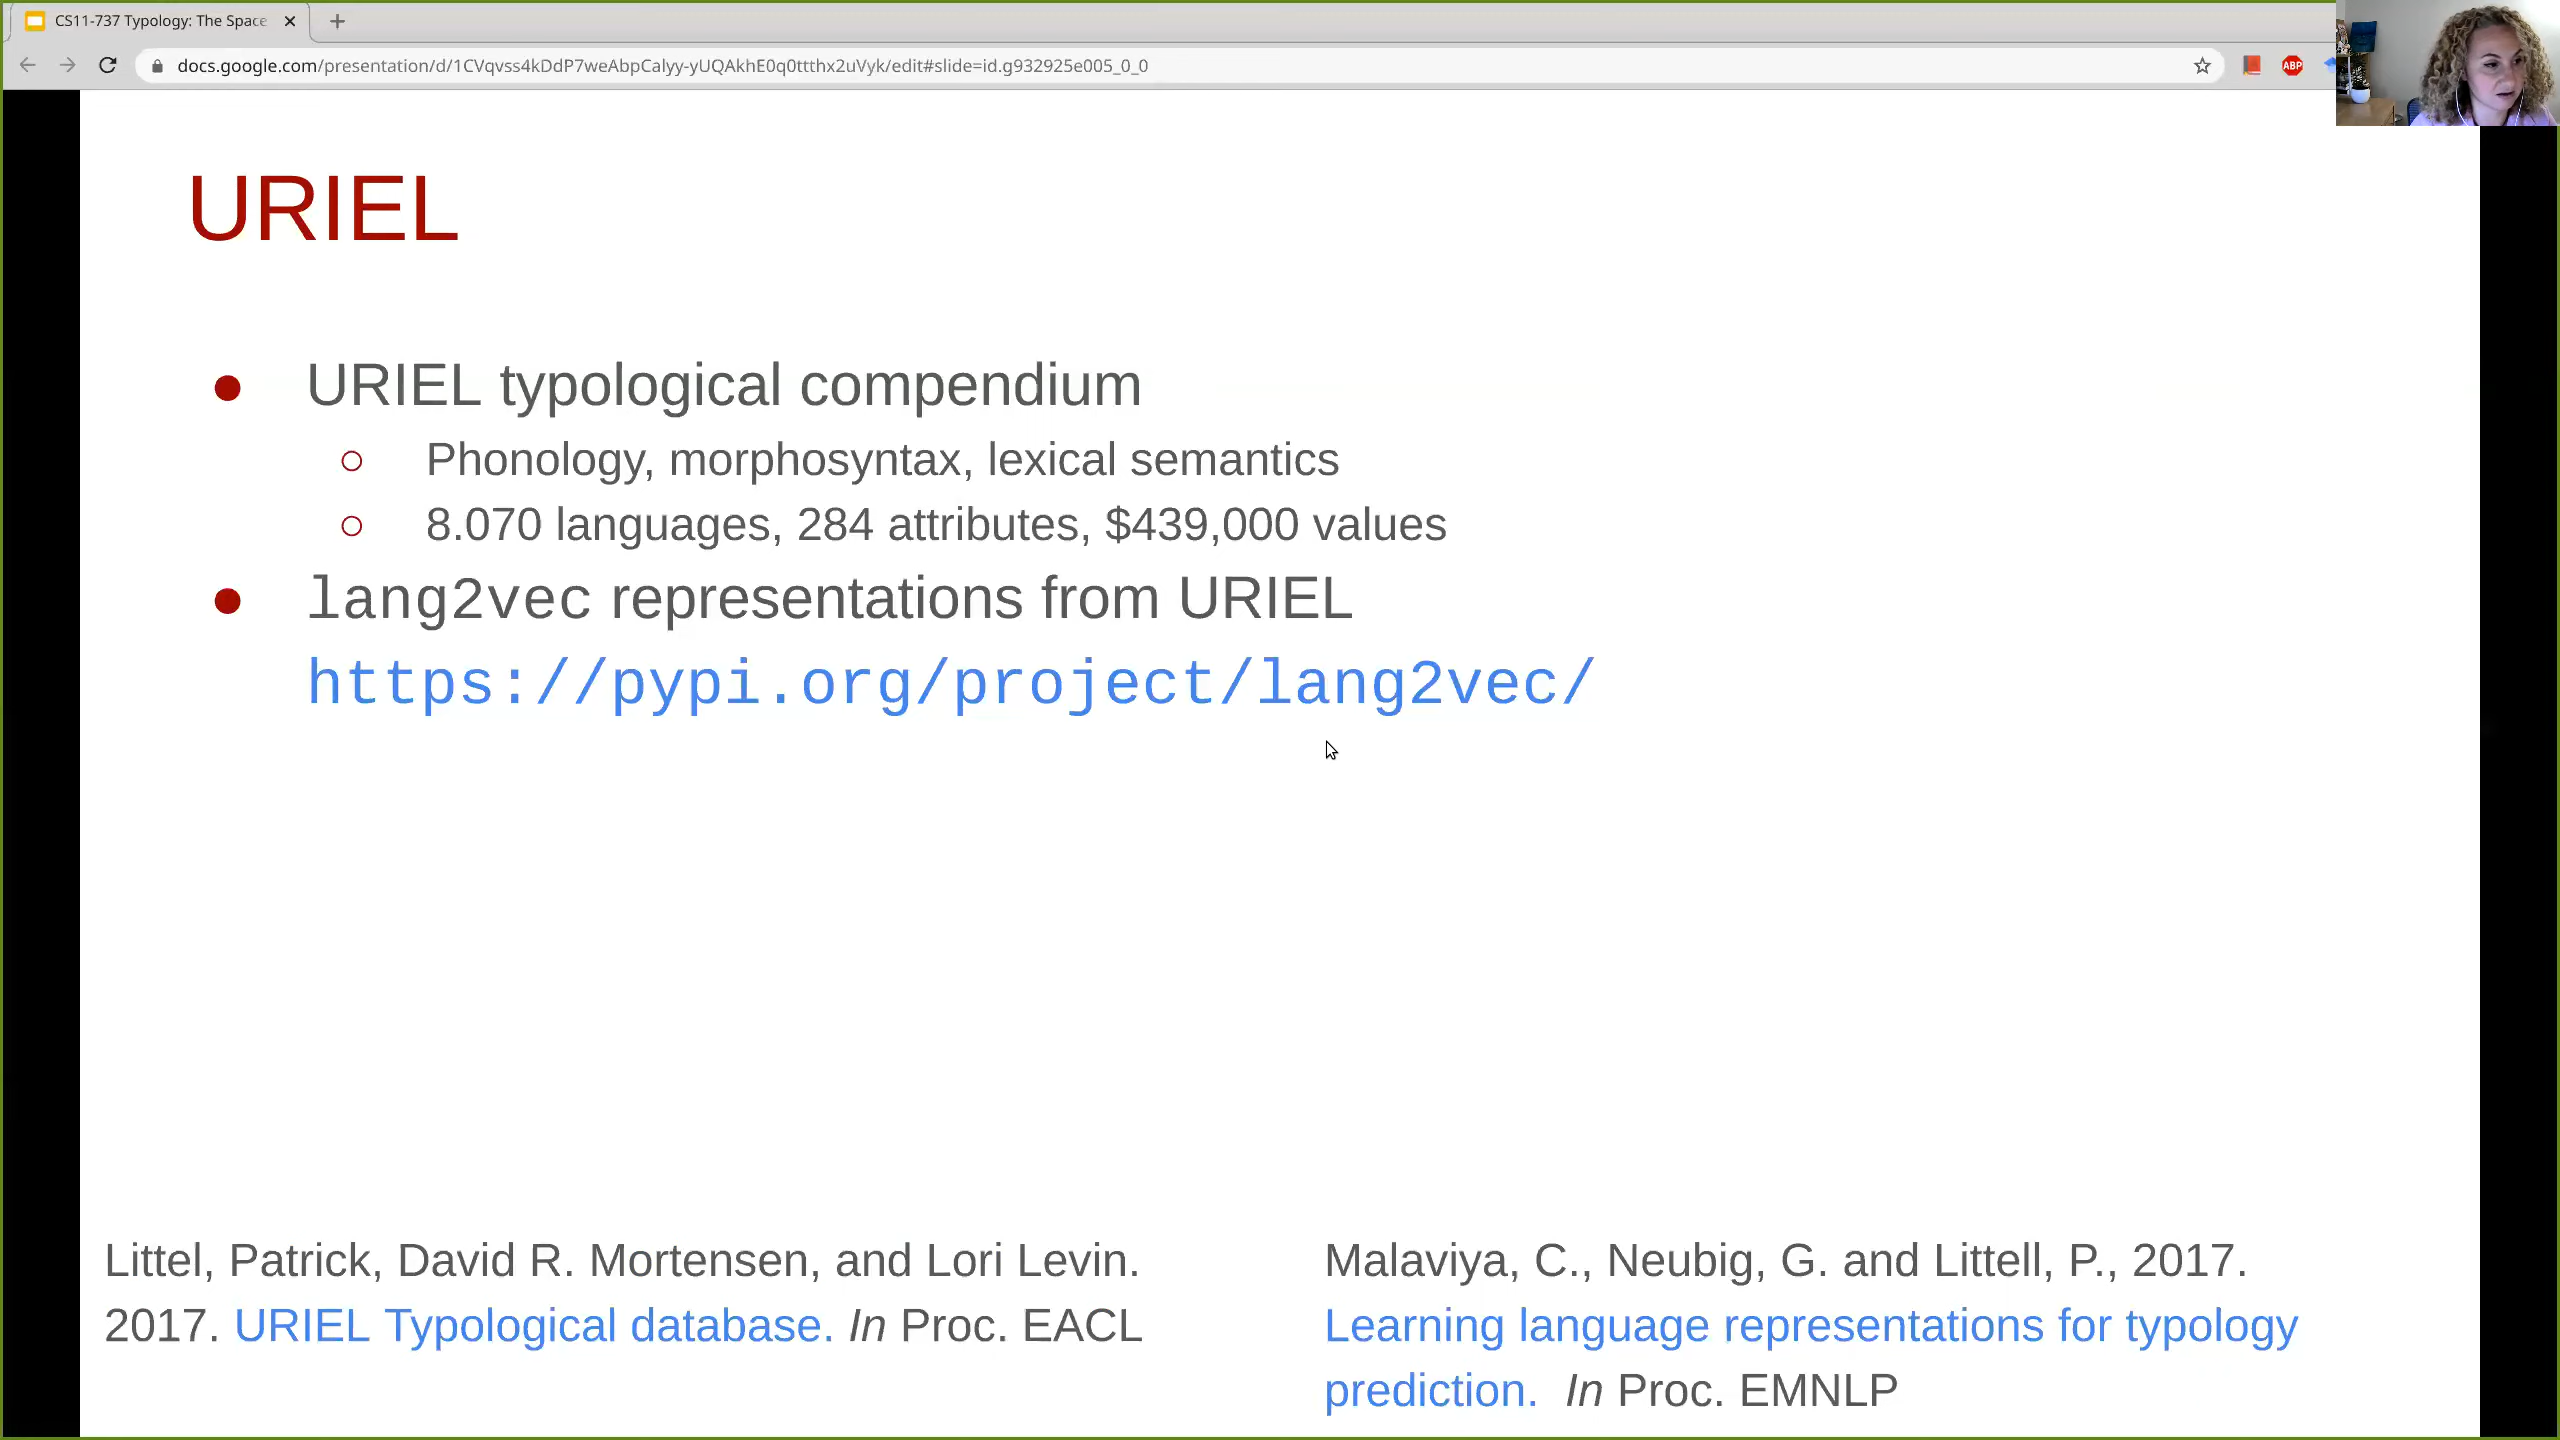 CS11-737 Typology: The Space
docs.google.com/presentation/d/1CVqvss4kDdP7weAbpCalyy-yUQAkhE0q0ttthx2uVyk/edit#slide=id.g932925e005_0_0
ABP
URIEL
● URIEL typological compendium
○ Phonology, morphosyntax, lexical semantics
○ 8.070 languages, 284 attributes, $439,000 values
● lang2vec representations from URIEL
https://pypi.org/project/lang2vec/
Littel, Patrick, David R. Mortensen, and Lori Levin.
2017. URIEL Typological database. In Proc. EACL
Malaviya, C., Neubig, G. and Littell, P., 2017.
Learning language representations for typology
prediction. In Proc. EMNLP